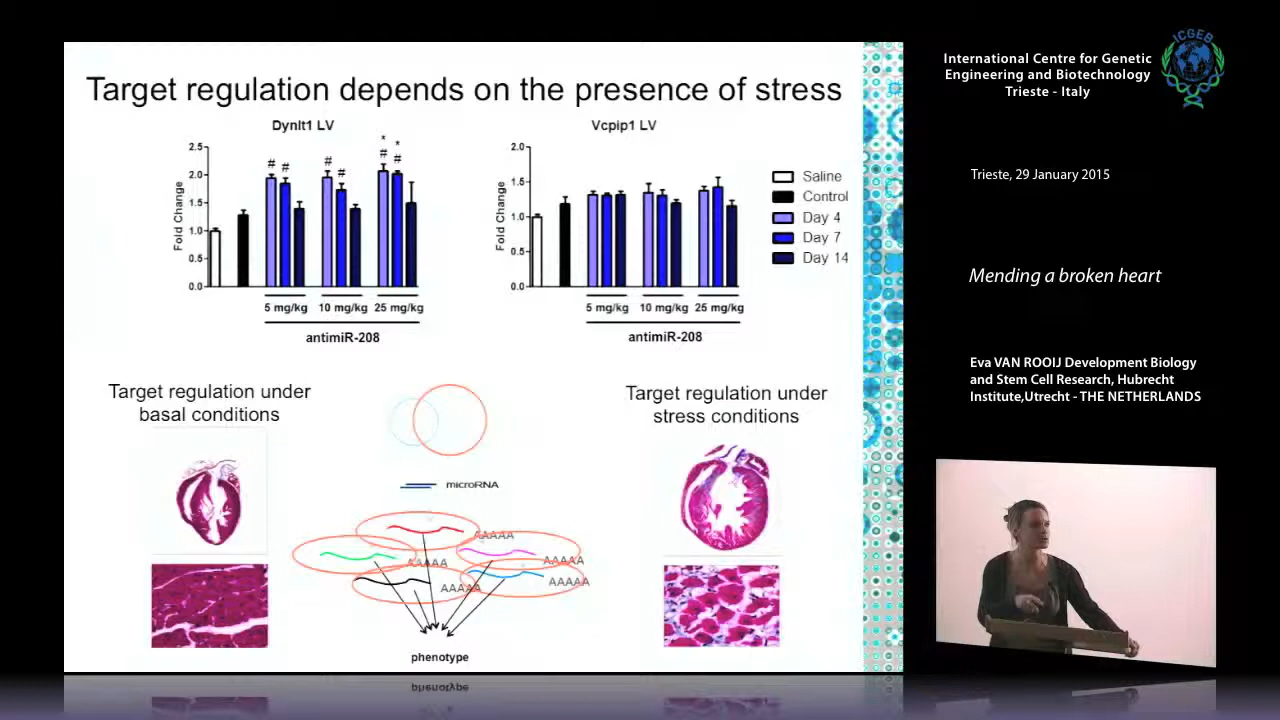 Target regulation depends on the presence of stress
Dynlt1 LV
Fold Change
2.5
2.0
1.5
1.0
0.5
0.0
# #
# #
* *
# #
5 mg/kg 10 mg/kg 25 mg/kg
antimiR-208
Vcpip1 LV
Fold Change
2.0
1.5
1.0
0.5
0.0
5 mg/kg 10 mg/kg 25 mg/kg
antimiR-208
Saline
Control
Day 4
Day 7
Day 14
Target regulation under
basal conditions
Target regulation under
stress conditions
microRNA
AAAAA
AAAAA
AAAAA
AAAAA
AAAAA
phenotype
ICGEB
International Centre for Genetic
Engineering and Biotechnology
Trieste - Italy
Trieste, 29 January 2015
Mending a broken heart
Eva VAN ROOIJ Development Biology
and Stem Cell Research, Hubrecht
Institute,Utrecht - THE NETHERLANDS